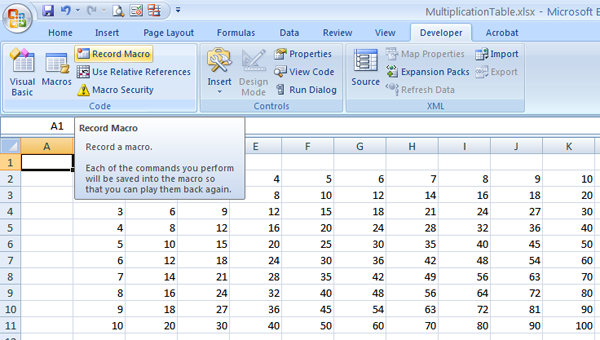 MultiplicationTable.xlsx - Microsoft E
Home Insert Page Layout Formulas Data Review View Developer Acrobat
Visual Basic Macros Record Macro Use Relative References Macro Security
Code
Insert Design Mode Properties View Code Run Dialog
Controls
Source Map Properties Expansion Packs Refresh Data Import Export
XML
A1
Record Macro
Record a macro.
Each of the commands you perform
will be saved into the macro so
that you can play them back again.
A E F G H I J K
1
2 4 5 6 7 8 9 10
3 8 10 12 14 16 18 20
4 3 6 9 12 15 18 21 24 27 30
5 4 8 12 16 20 24 28 32 36 40
6 5 10 15 20 25 30 35 40 45 50
7 6 12 18 24 30 36 42 48 54 60
8 7 14 21 28 35 42 49 56 63 70
9 8 16 24 32 40 48 56 64 72 80
10 9 18 27 36 45 54 63 72 81 90
11 10 20 30 40 50 60 70 80 90 100